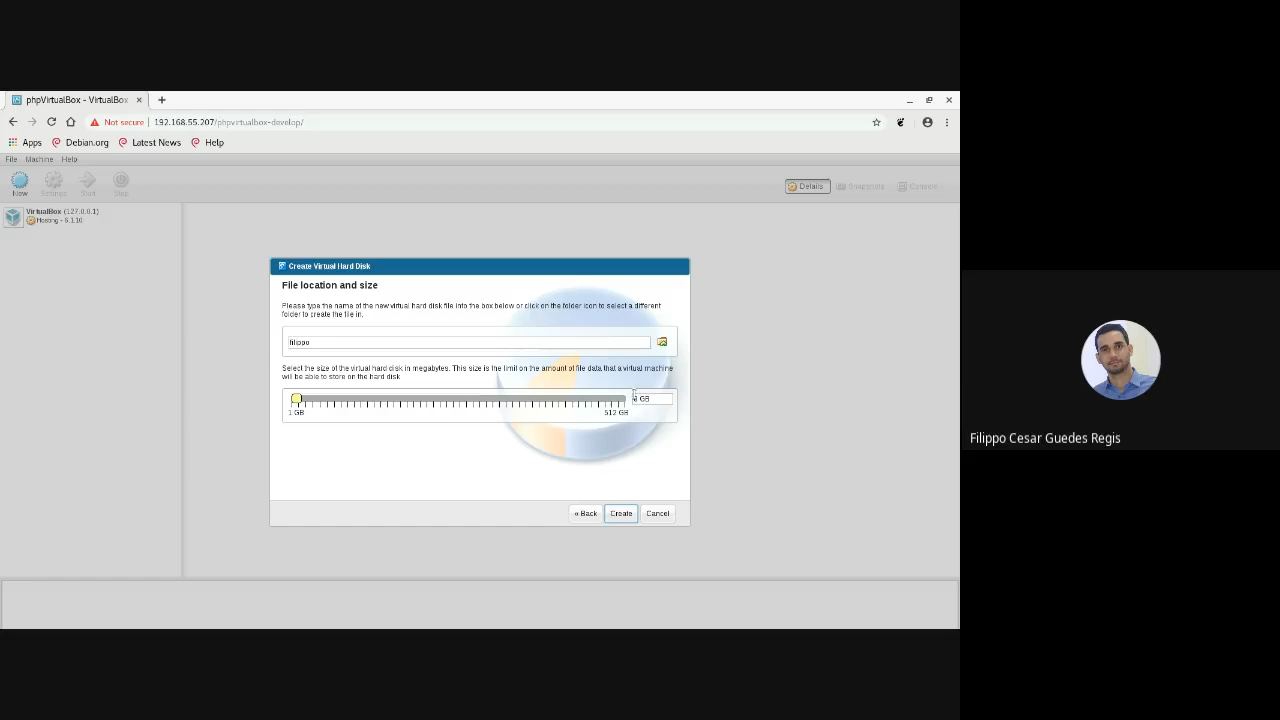 phpVirtualBox - VirtualBox
Not secure
192.168.55.207/phpvirtualbox-develop/
Apps
Debian.org
Latest News
Help
File Machine Help
New
Settings
Start
Stop
Details
Snapshots
Console
VirtualBox (127.0.0.1)
Hosting - 6.1.10
Create Virtual Hard Disk
File location and size
Please type the name of the new virtual hard disk file into the box below or click on the folder icon to select a different
folder to create the file in.
filippo
Select the size of the virtual hard disk in megabytes. This size is the limit on the amount of file data that a virtual machine
will be able to store on the hard disk
GB
1 GB
512 GB
« Back
Create
Cancel
Filippo Cesar Guedes Regis